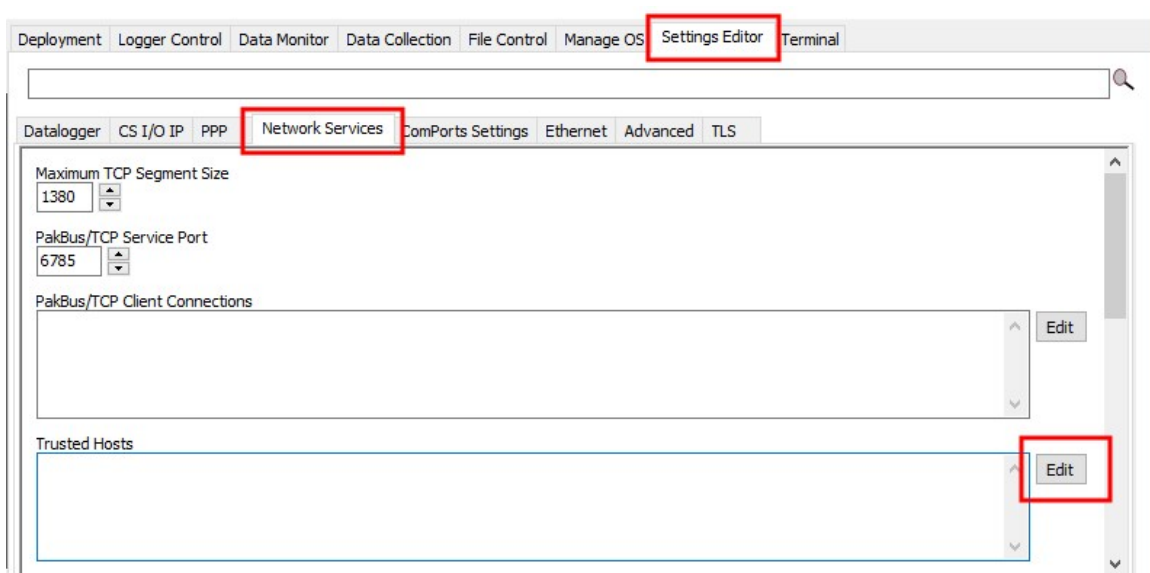 Deployment Logger Control Data Monitor Data Collection File Control Manage OS Settings Editor Terminal
Datalogger CS I/O IP PPP Network Services ComPorts Settings Ethernet Advanced TLS
Maximum TCP Segment Size
1380
PakBus/TCP Service Port
6785
PakBus/TCP Client Connections
Edit
Trusted Hosts
Edit